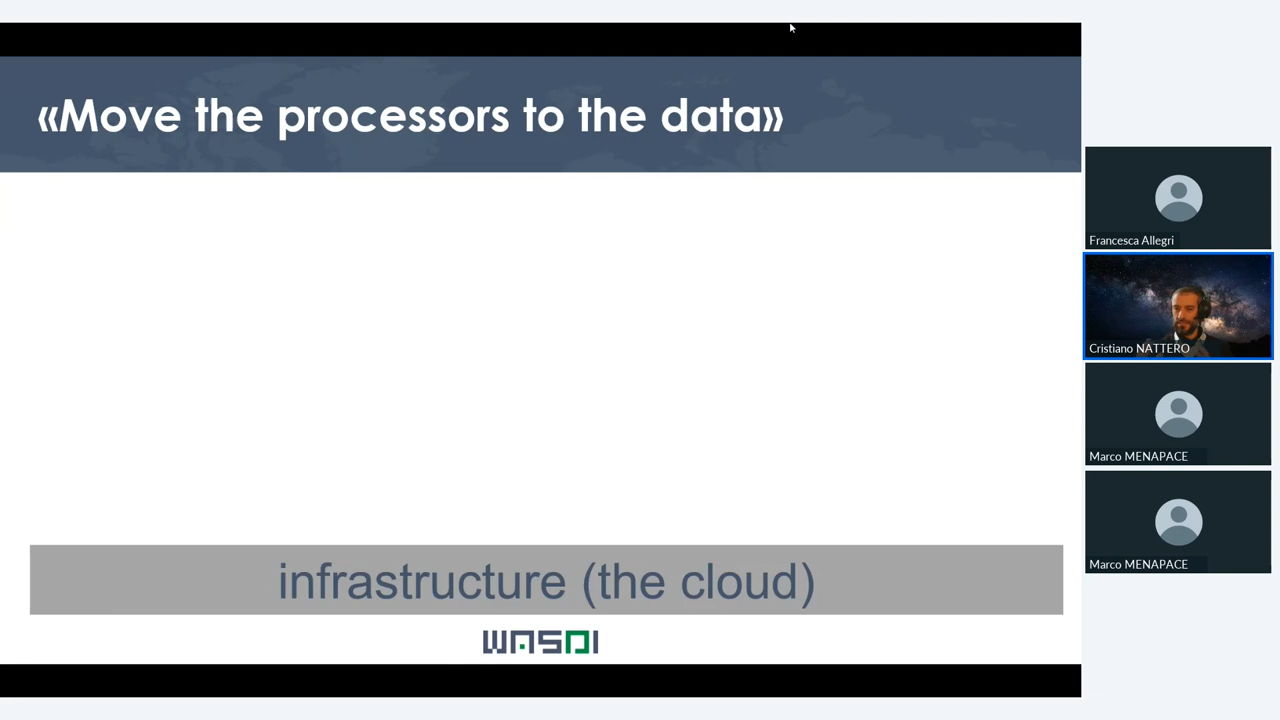 «Move the processors to the data»
infrastructure (the cloud)
WASDI
Francesca Allegri
Cristiano NATTERO
Marco MENAPACE
Marco MENAPACE